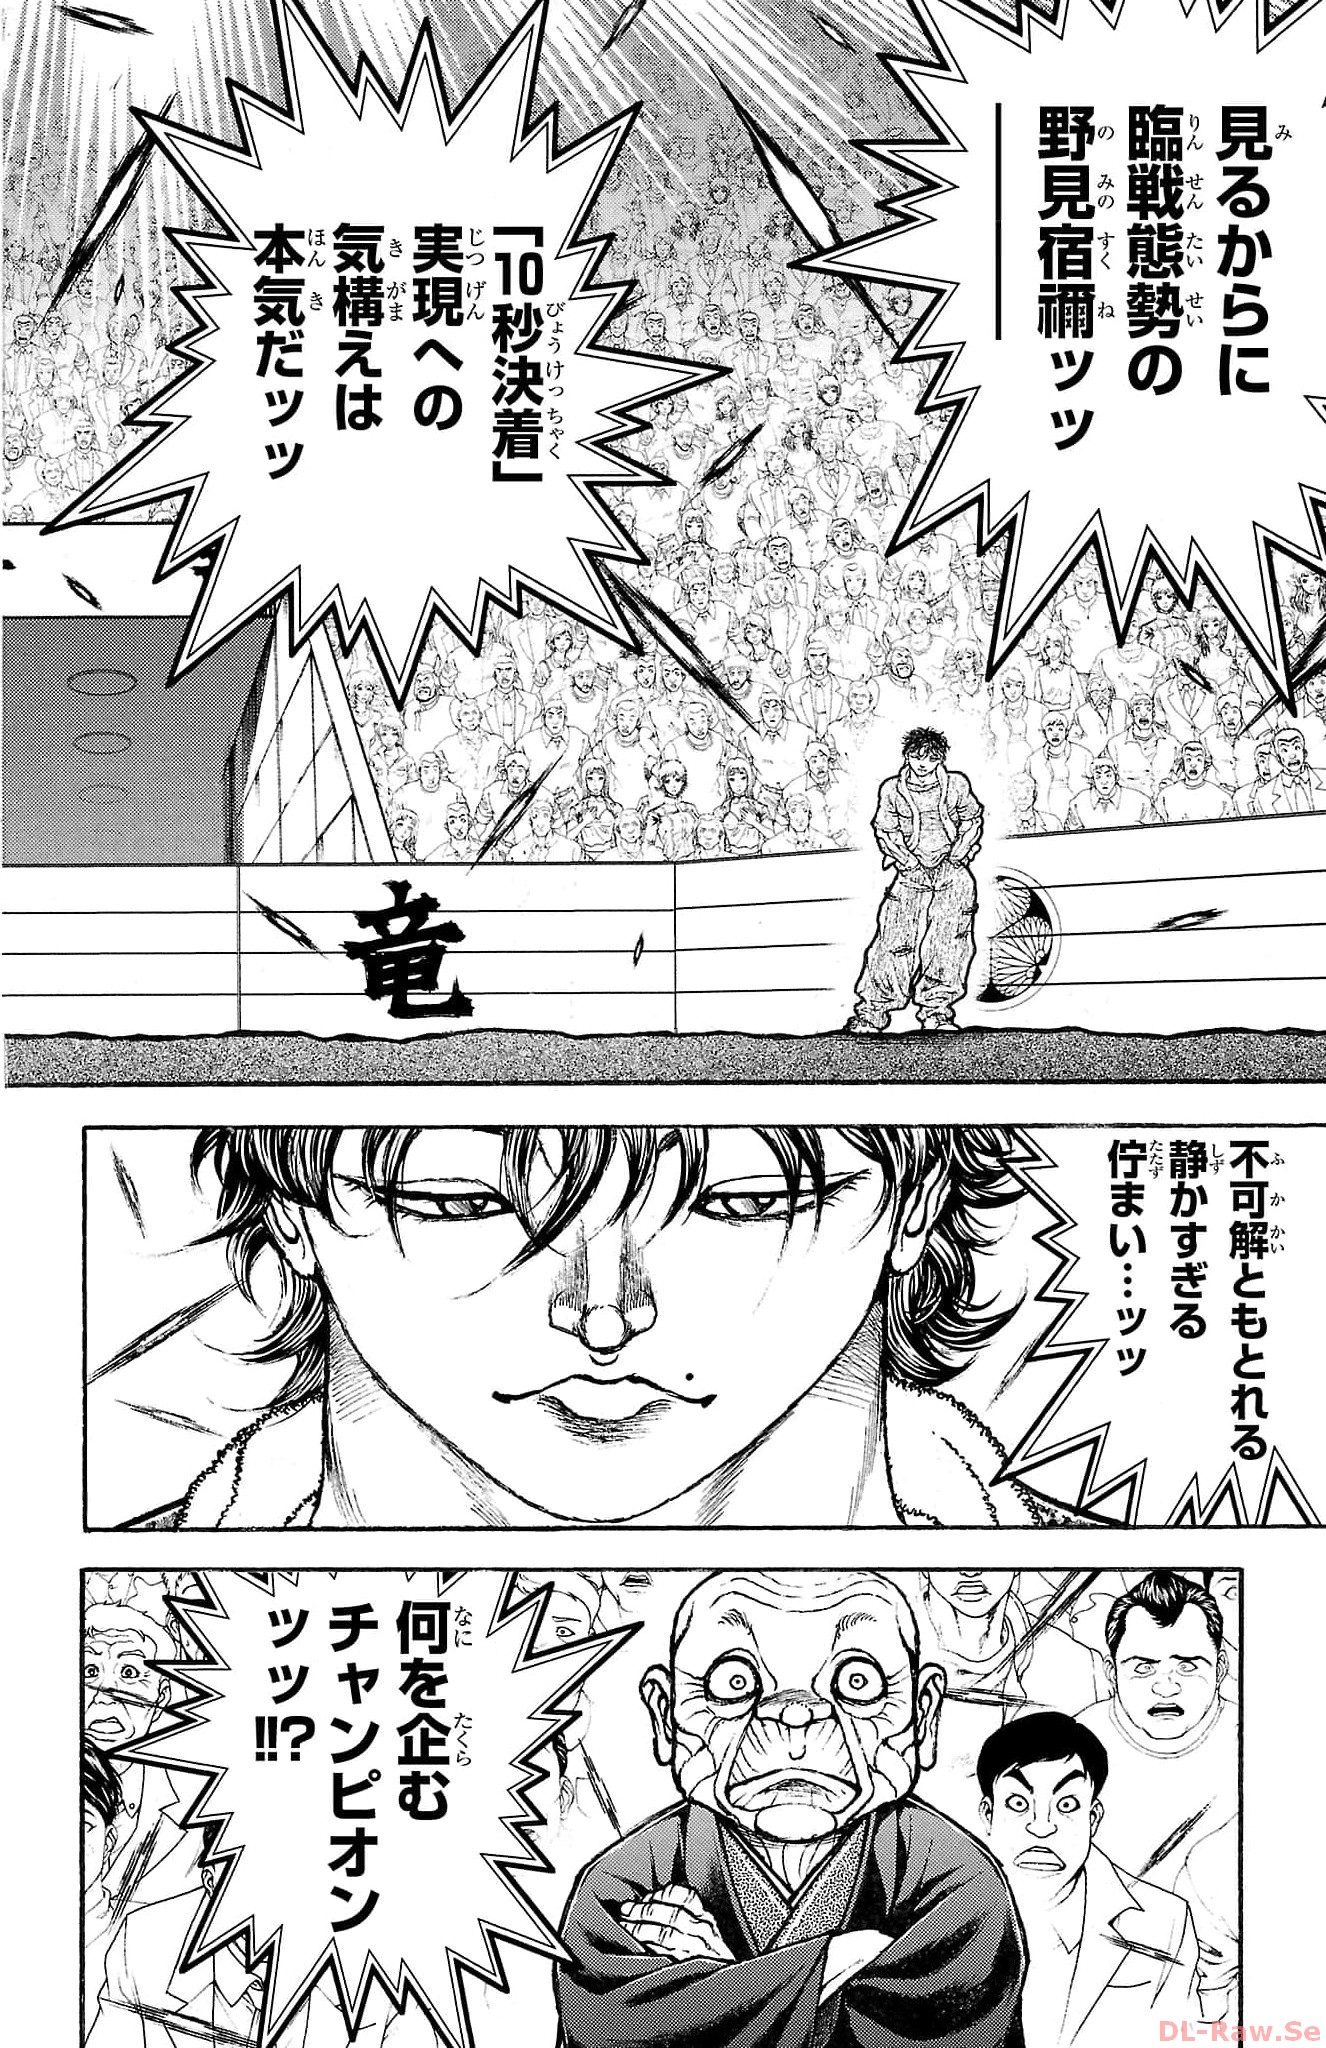 見るからに
臨戦態勢の
野見宿禰ッッ
「10秒決着」
実現への
気構えは
本気だッッ
竜
不可解ともとれる
静かすぎる
佇まい…ッッ
何を企む
チャンピオン
ッッッ!!?
DL-Raw.Se